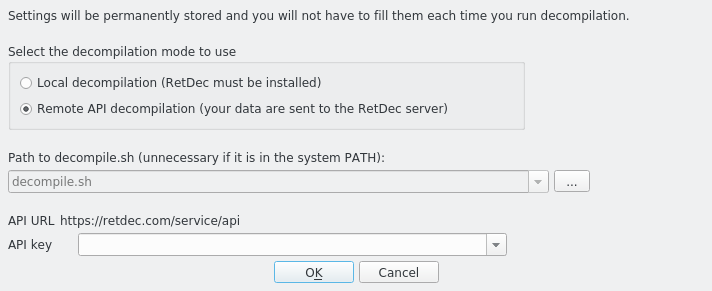 Settings will be permanently stored and you will not have to fill them each time you run decompilation.
Select the decompilation mode to use
Local decompilation (RetDec must be installed)
Remote API decompilation (your data are sent to the RetDec server)
Path to decompile.sh (unnecessary if it is in the system PATH):
decompile.sh
...
API URL https://retdec.com/service/api
API key
OK Cancel